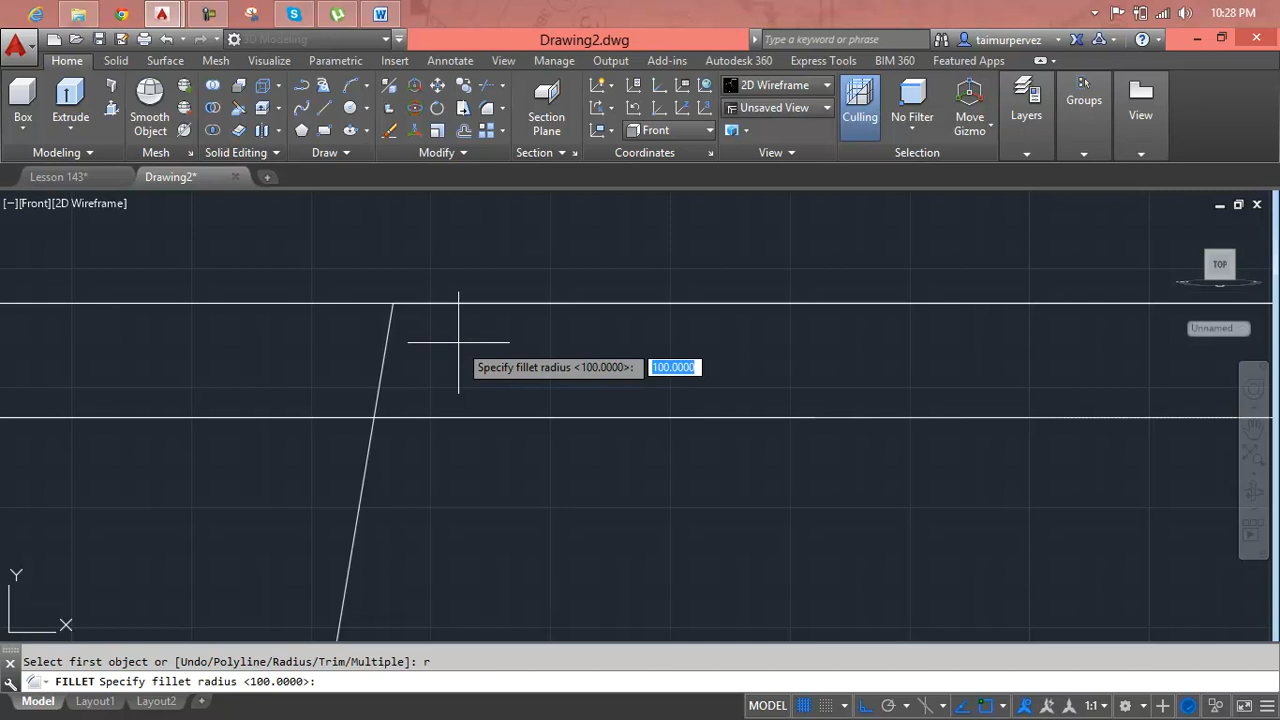 10:28 PM
3D Modeling
Drawing2.dwg
Type a keyword or phrase
taimurpervez
Home Solid Surface Mesh Visualize Parametric Insert Annotate View Manage Output Add-ins Autodesk 360 Express Tools BIM 360 Featured Apps
2D Wireframe
Unsaved View
Front
Box
Extrude
Smooth
Object
Section
Plane
Culling
No Filter
Move
Gizmo
Layers
Groups
View
Modeling
Mesh
Solid Editing
Draw
Modify
Section
Coordinates
View
Selection
Lesson 143*
Drawing2*
[−][Front][2D Wireframe]
TOP
Unnamed
Specify fillet radius <100.0000>: 100.0000
Y
X
Select first object or [Undo/Polyline/Radius/Trim/Multiple]: r
FILLET Specify fillet radius <100.0000>:
Model Layout1 Layout2
MODEL
1:1